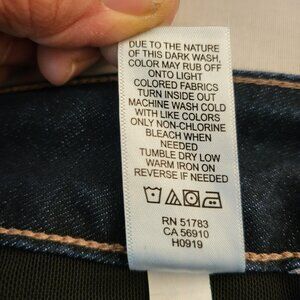 DUE TO THE NATURE
OF THIS DARK WASH,
COLOR MAY RUB OFF
ONTO LIGHT
COLORED FABRICS
TURN INSIDE OUT
MACHINE WASH COLD
WITH LIKE COLORS
ONLY NON-CHLORINE
BLEACH WHEN
NEEDED
TUMBLE DRY LOW
WARM IRON ON
REVERSE IF NEEDED
RN 51783
CA 56910
H0919